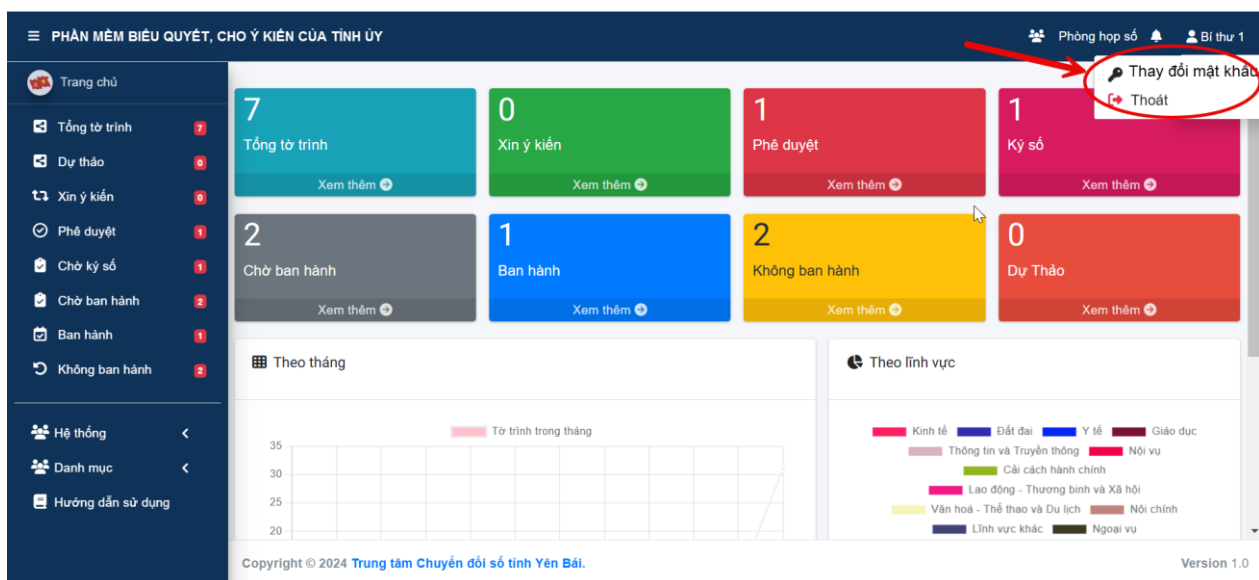 PHẦN MỀM BIỂU QUYẾT, CHO Ý KIẾN CỦA TỈNH ỦY
Phòng họp số
Bí thư 1
Thay đổi mật khẩu
Thoát
Trang chủ
Tổng tờ trình 7
Dự thảo 0
Xin ý kiến 0
Phê duyệt 1
Chờ ký số 1
Chờ ban hành 2
Ban hành 1
Không ban hành 2
Hệ thống
Danh mục
Hướng dẫn sử dụng
7
Tổng tờ trình
Xem thêm
0
Xin ý kiến
Xem thêm
1
Phê duyệt
Xem thêm
1
Ký số
Xem thêm
2
Chờ ban hành
Xem thêm
1
Ban hành
Xem thêm
2
Không ban hành
Xem thêm
0
Dự Thảo
Xem thêm
Theo tháng
Tờ trình trong tháng
35
30
25
20
Theo lĩnh vực
Kinh tế Đất đai Y tế Giáo dục
Thông tin và Truyền thông Nội vụ
Cải cách hành chính
Lao động - Thương binh và Xã hội
Văn hoá - Thể thao và Du lịch Nội chính
Lĩnh vực khác Ngoại vụ
Copyright © 2024 Trung tâm Chuyển đổi số tỉnh Yên Bái.
Version 1.0